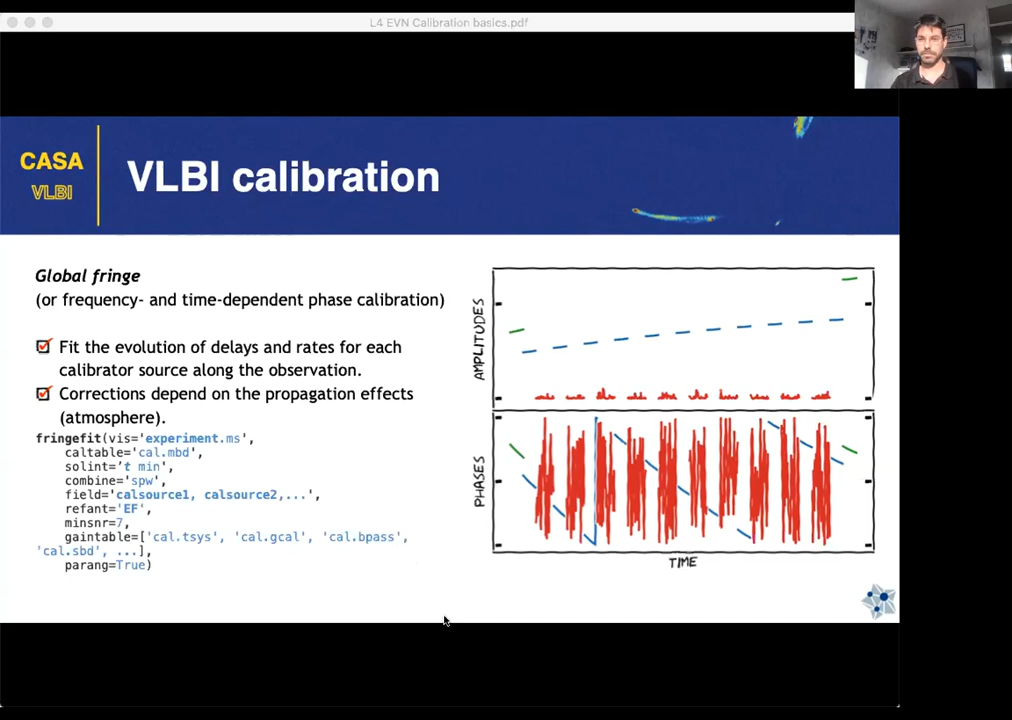 L4 EVN Calibration basics.pdf
CASA
VLBI
VLBI calibration
Global fringe
(or frequency- and time-dependent phase calibration)
Fit the evolution of delays and rates for each
calibrator source along the observation.
Corrections depend on the propagation effects
(atmosphere).
fringefit(vis='experiment.ms',
caltable='cal.mbd',
solint=’t min',
combine='spw',
field='calsource1, calsource2,...',
refant='EF',
minsnr=7,
gaintable=['cal.tsys', 'cal.gcal', 'cal.bpass',
'cal.sbd', ...],
parang=True)
AMPLITUDES
PHASES
TIME